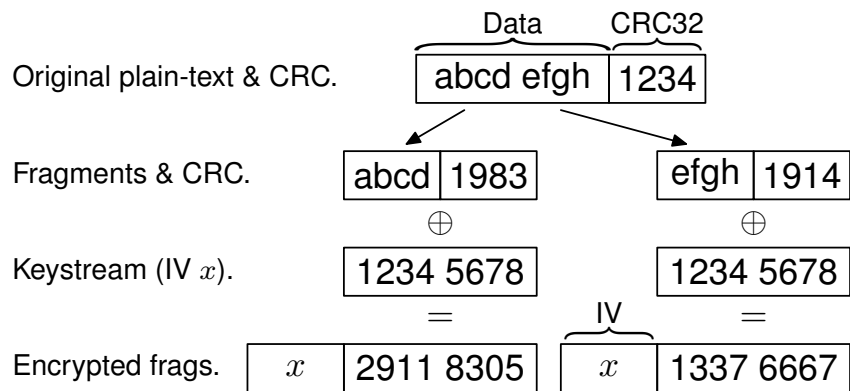 Data CRC32
Original plain-text & CRC. abcd efgh 1234
Fragments & CRC. abcd 1983 efgh 1914
⊕ ⊕
Keystream (IV x). 1234 5678 1234 5678
= IV =
Encrypted frags. x 2911 8305 x 1337 6667